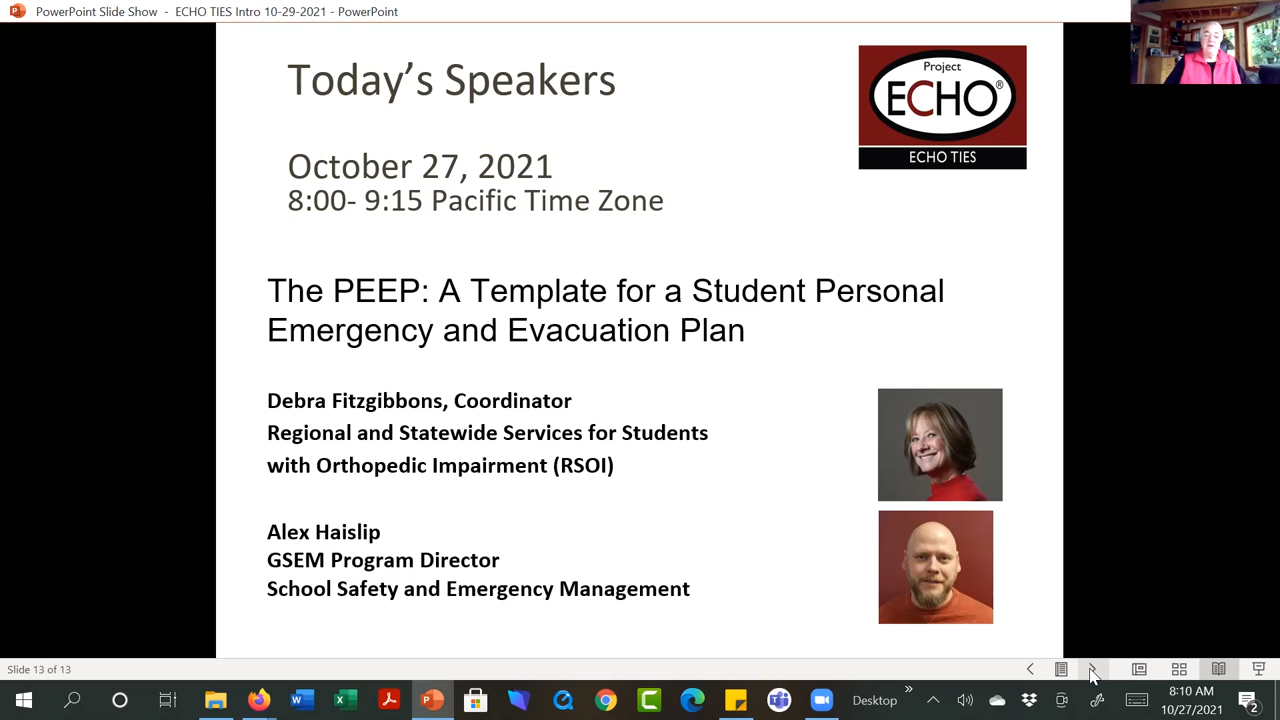 PowerPoint Slide Show - ECHO TIES Intro 10-29-2021 - PowerPoint
Today's Speakers
Project
ECHO®
ECHO TIES
October 27, 2021
8:00- 9:15 Pacific Time Zone
The PEEP: A Template for a Student Personal
Emergency and Evacuation Plan
Debra Fitzgibbons, Coordinator
Regional and Statewide Services for Students
with Orthopedic Impairment (RSOI)
Alex Haislip
GSEM Program Director
School Safety and Emergency Management
Slide 13 of 13
Desktop
8:10 AM
10/27/2021
2